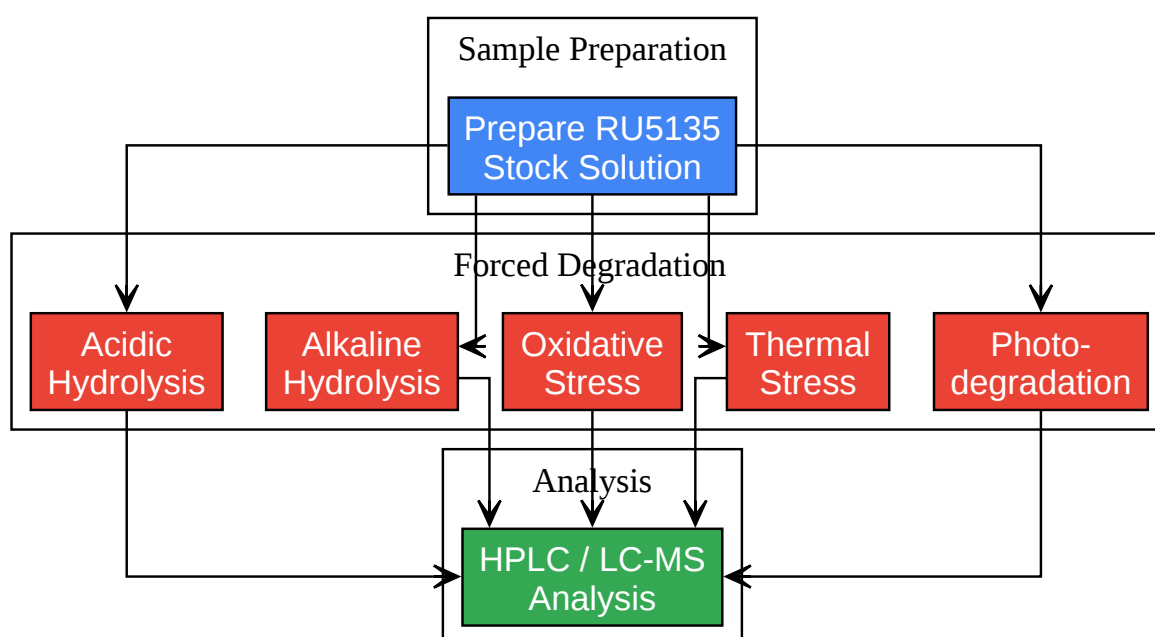 Sample Preparation
Prepare RU5135
Stock Solution
Forced Degradation
Acidic
Hydrolysis
Alkaline
Hydrolysis
Oxidative
Stress
Thermal
Stress
Photo-
degradation
Analysis
HPLC / LC-MS
Analysis